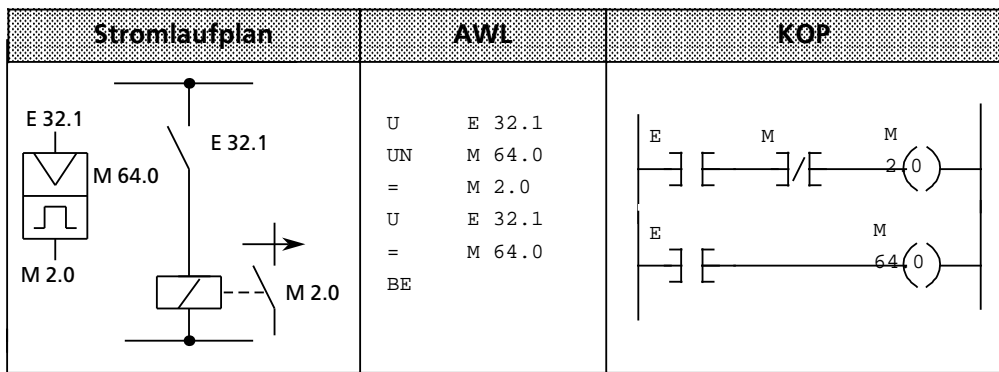 Stromlaufplan
AWL
KOP
E 32.1
E 32.1
M 64.0
M 2.0
M 2.0
U E 32.1
UN M 64.0
= M 2.0
U E 32.1
= M 64.0
BE
E M M
2 0
E M
64 0